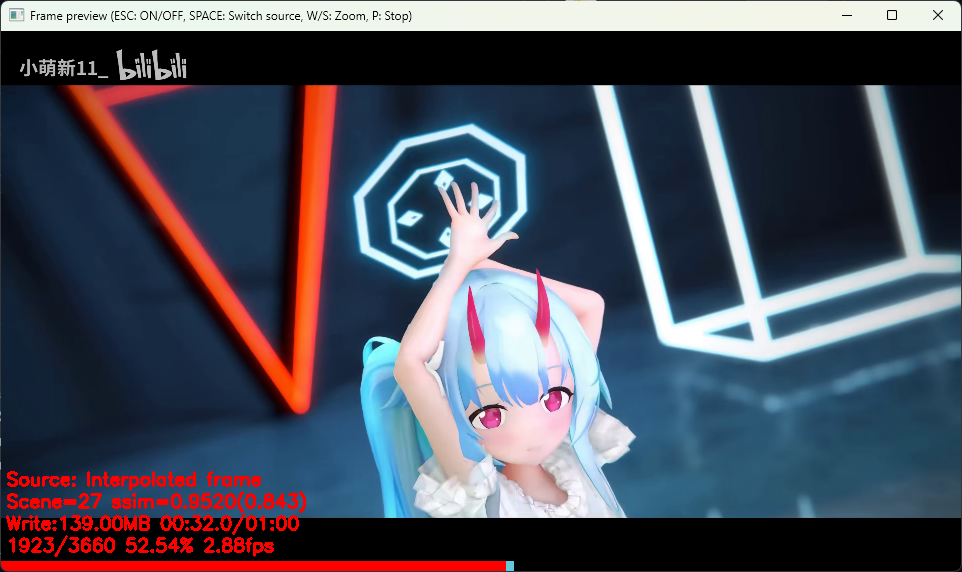 Frame preview (ESC: ON/OFF, SPACE: Switch source, W/S: Zoom, P: Stop)
小萌新11_ bilibili
Source: Interpolated frame
Scene=27 ssim=0.9520(0.843)
Write:139.00MB 00:32.0/01:00
1923/3660 52.54% 2.88fps